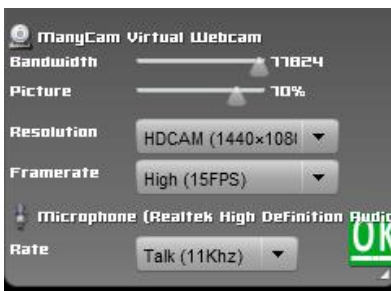 ManyCam Virtual Webcam
Bandwidth 77824
Picture 70%
Resolution HDCAM (1440×108
Framerate High (15FPS)
Microphone (Realtek High Definition Audio
OK
Rate Talk (11Khz)